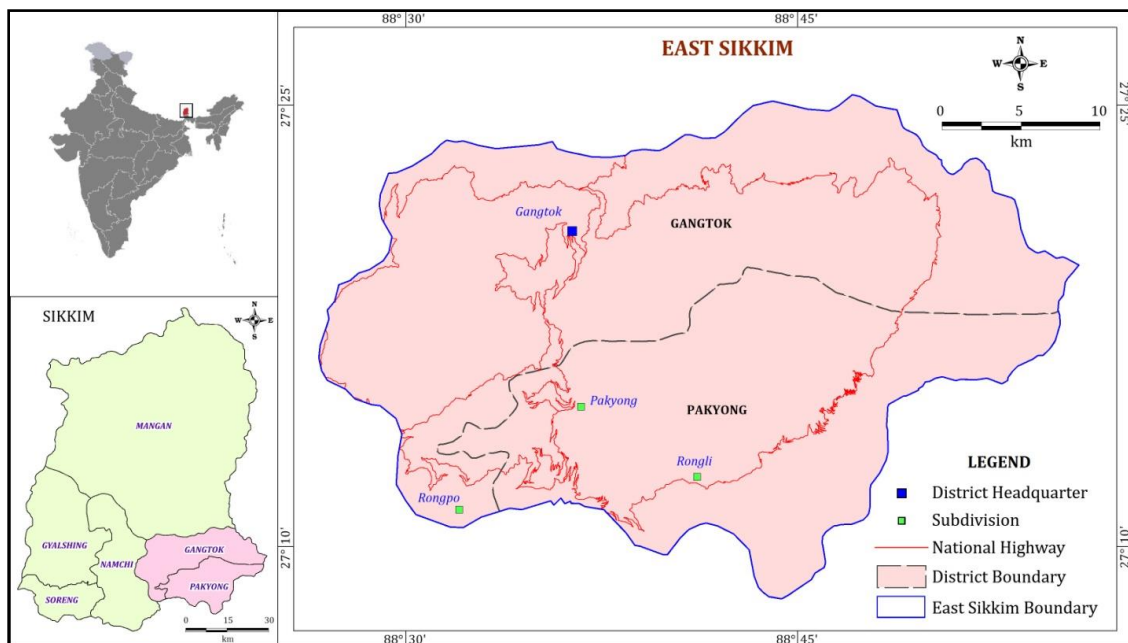 SIKKIM
N
W E
S
MANGAN
GYALSHING
NAMCHI
GANGTOK
PAKYONG
SORENG
0 15 30
km
88° 30'
88° 45'
EAST SIKKIM
N
W E
S
27° 25'
27° 25'
0 5 10
km
Gangtok
GANGTOK
Pakyong
PAKYONG
Rongli
Rongpo
LEGEND
District Headquarter
Subdivision
National Highway
District Boundary
East Sikkim Boundary
27° 10'
27° 10'
88° 30'
88° 45'